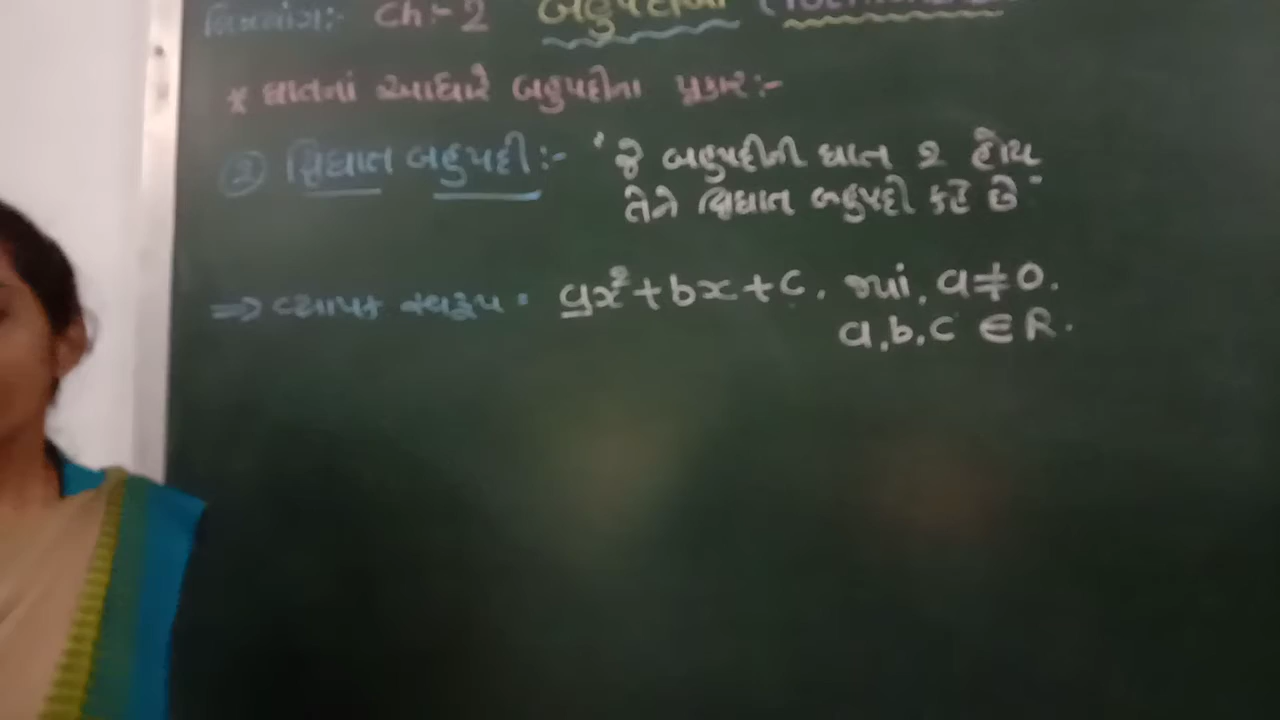 Ch:- 2 બહુપદીઓ
* ઘાતનાં આધારે બહુપદીના પ્રકાર:-
② દ્વિઘાત બહુપદી:- "જે બહુપદીની ઘાત 2 હોય
તેને દ્વિઘાત બહુપદી કહે છે"
⇒ વ્યાપક સ્વરૂપ = ax²+bx+c, જ્યાં, a≠0.
a,b,c ∈ R.